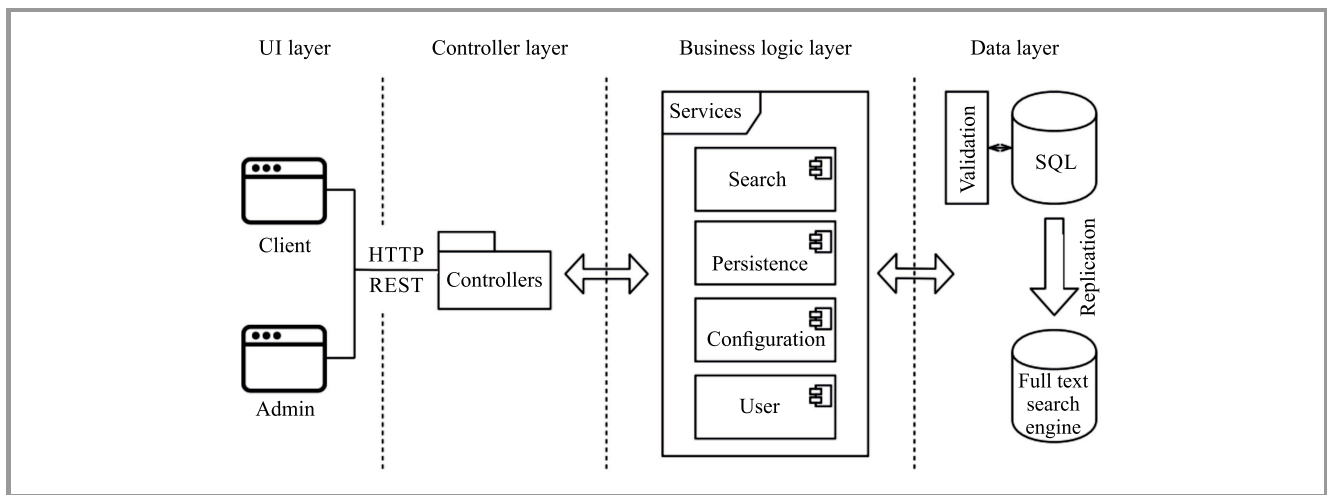 UI layer
Controller layer
Business logic layer
Data layer
Client
Admin
HTTP
REST
Controllers
Services
Search
Persistence
Configuration
User
Validation
SQL
Replication
Full text
search
engine